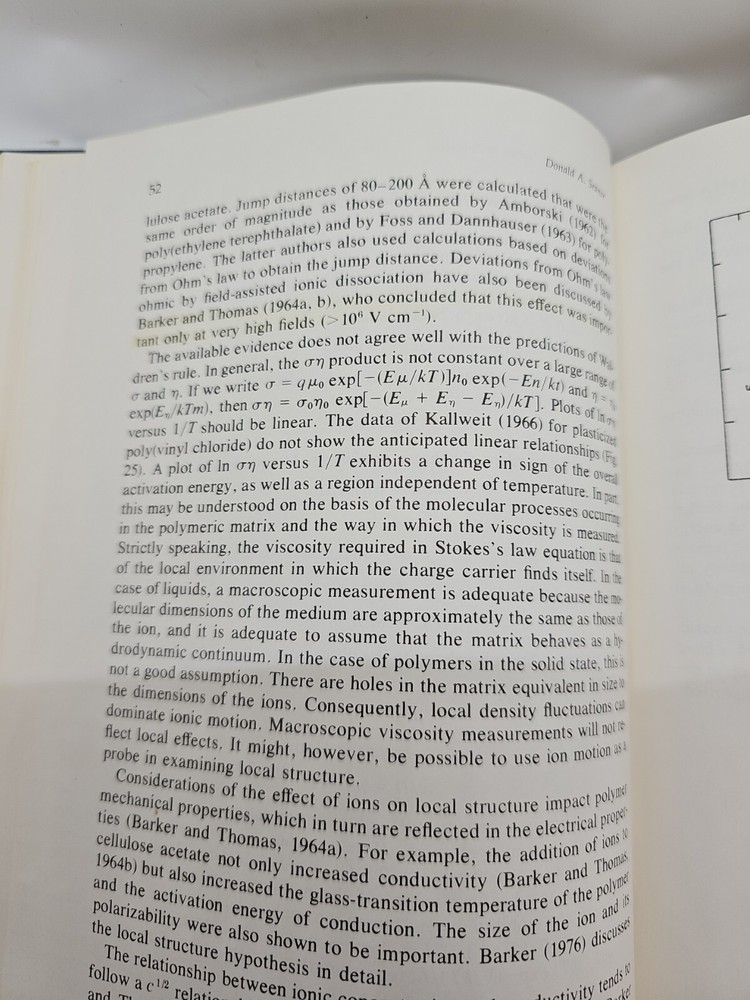 52
Donald A.
lulose acetate. Jump distances of 80–200 Å were calculated that were the
same order of magnitude as those obtained by Amborski (1962) for
poly(ethylene terephthalate) and by Foss and Dannhauser (1963) for poly-
propylene. The latter authors also used calculations based on deviations
from Ohm's law to obtain the jump distance. Deviations from Ohm's law
ohmic by field-assisted ionic dissociation have also been discussed by
Barker and Thomas (1964a, b), who concluded that this effect was impor-
tant only at very high fields (>10⁶ V cm⁻¹).
The available evidence does not agree well with the predictions of Wal-
dren's rule. In general, the ση product is not constant over a large range of
σ and η. If we write σ = qμ₀ exp[−(Eμ/kT)]n₀ exp(−En/kt) and η =
exp(Eη/kTm), then ση = σ₀η₀ exp[−(Eμ + Eη − Eη)/kT]. Plots of ln ση
versus 1/T should be linear. The data of Kallweit (1966) for plasticized
poly(vinyl chloride) do not show the anticipated linear relationships (Fig.
25). A plot of ln ση versus 1/T exhibits a change in sign of the overall
activation energy, as well as a region independent of temperature. In part,
this may be understood on the basis of the molecular processes occurring
in the polymeric matrix and the way in which the viscosity is measured.
Strictly speaking, the viscosity required in Stokes's law equation is that
of the local environment in which the charge carrier finds itself. In the
case of liquids, a macroscopic measurement is adequate because the mo-
lecular dimensions of the medium are approximately the same as those of
the ion, and it is adequate to assume that the matrix behaves as a hy-
drodynamic continuum. In the case of polymers in the solid state, this is
not a good assumption. There are holes in the matrix equivalent in size to
the dimensions of the ions. Consequently, local density fluctuations can
dominate ionic motion. Macroscopic viscosity measurements will not re-
flect local effects. It might, however, be possible to use ion motion as a
probe in examining local structure.
Considerations of the effect of ions on local structure impact polymer
mechanical properties, which in turn are reflected in the electrical proper-
ties (Barker and Thomas, 1964a). For example, the addition of ions to
cellulose acetate not only increased conductivity (Barker and Thomas,
1964b) but also increased the glass-transition temperature of the polymer
and the activation energy of conduction. The size of the ion and its
polarizability were also shown to be important. Barker (1976) discusses
the local structure hypothesis in detail.
The relationship between ionic tends to
follow a c^1/2
and